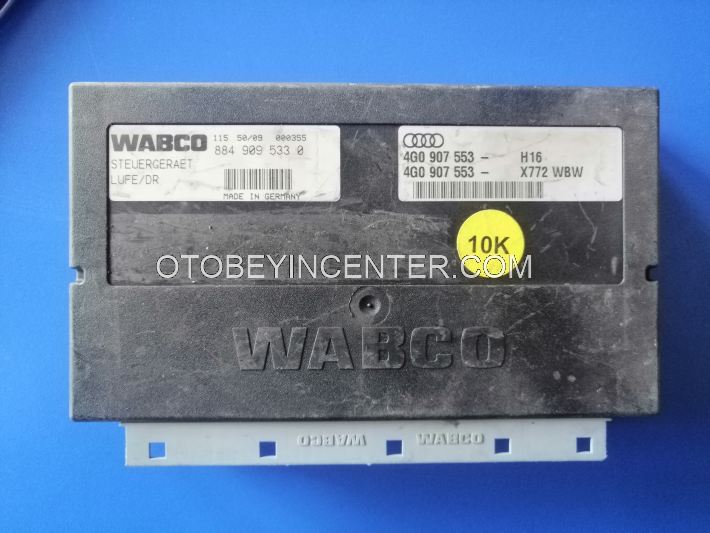 WABCO 115 50/09 000355
884 909 533 0
STEUERGERAET
LUFE/DR
MADE IN GERMANY
4G0 907 553 - H16
4G0 907 553 - X772 WBW
10K
OTOBEYINCENTER.COM
WABCO
WABCO WABCO